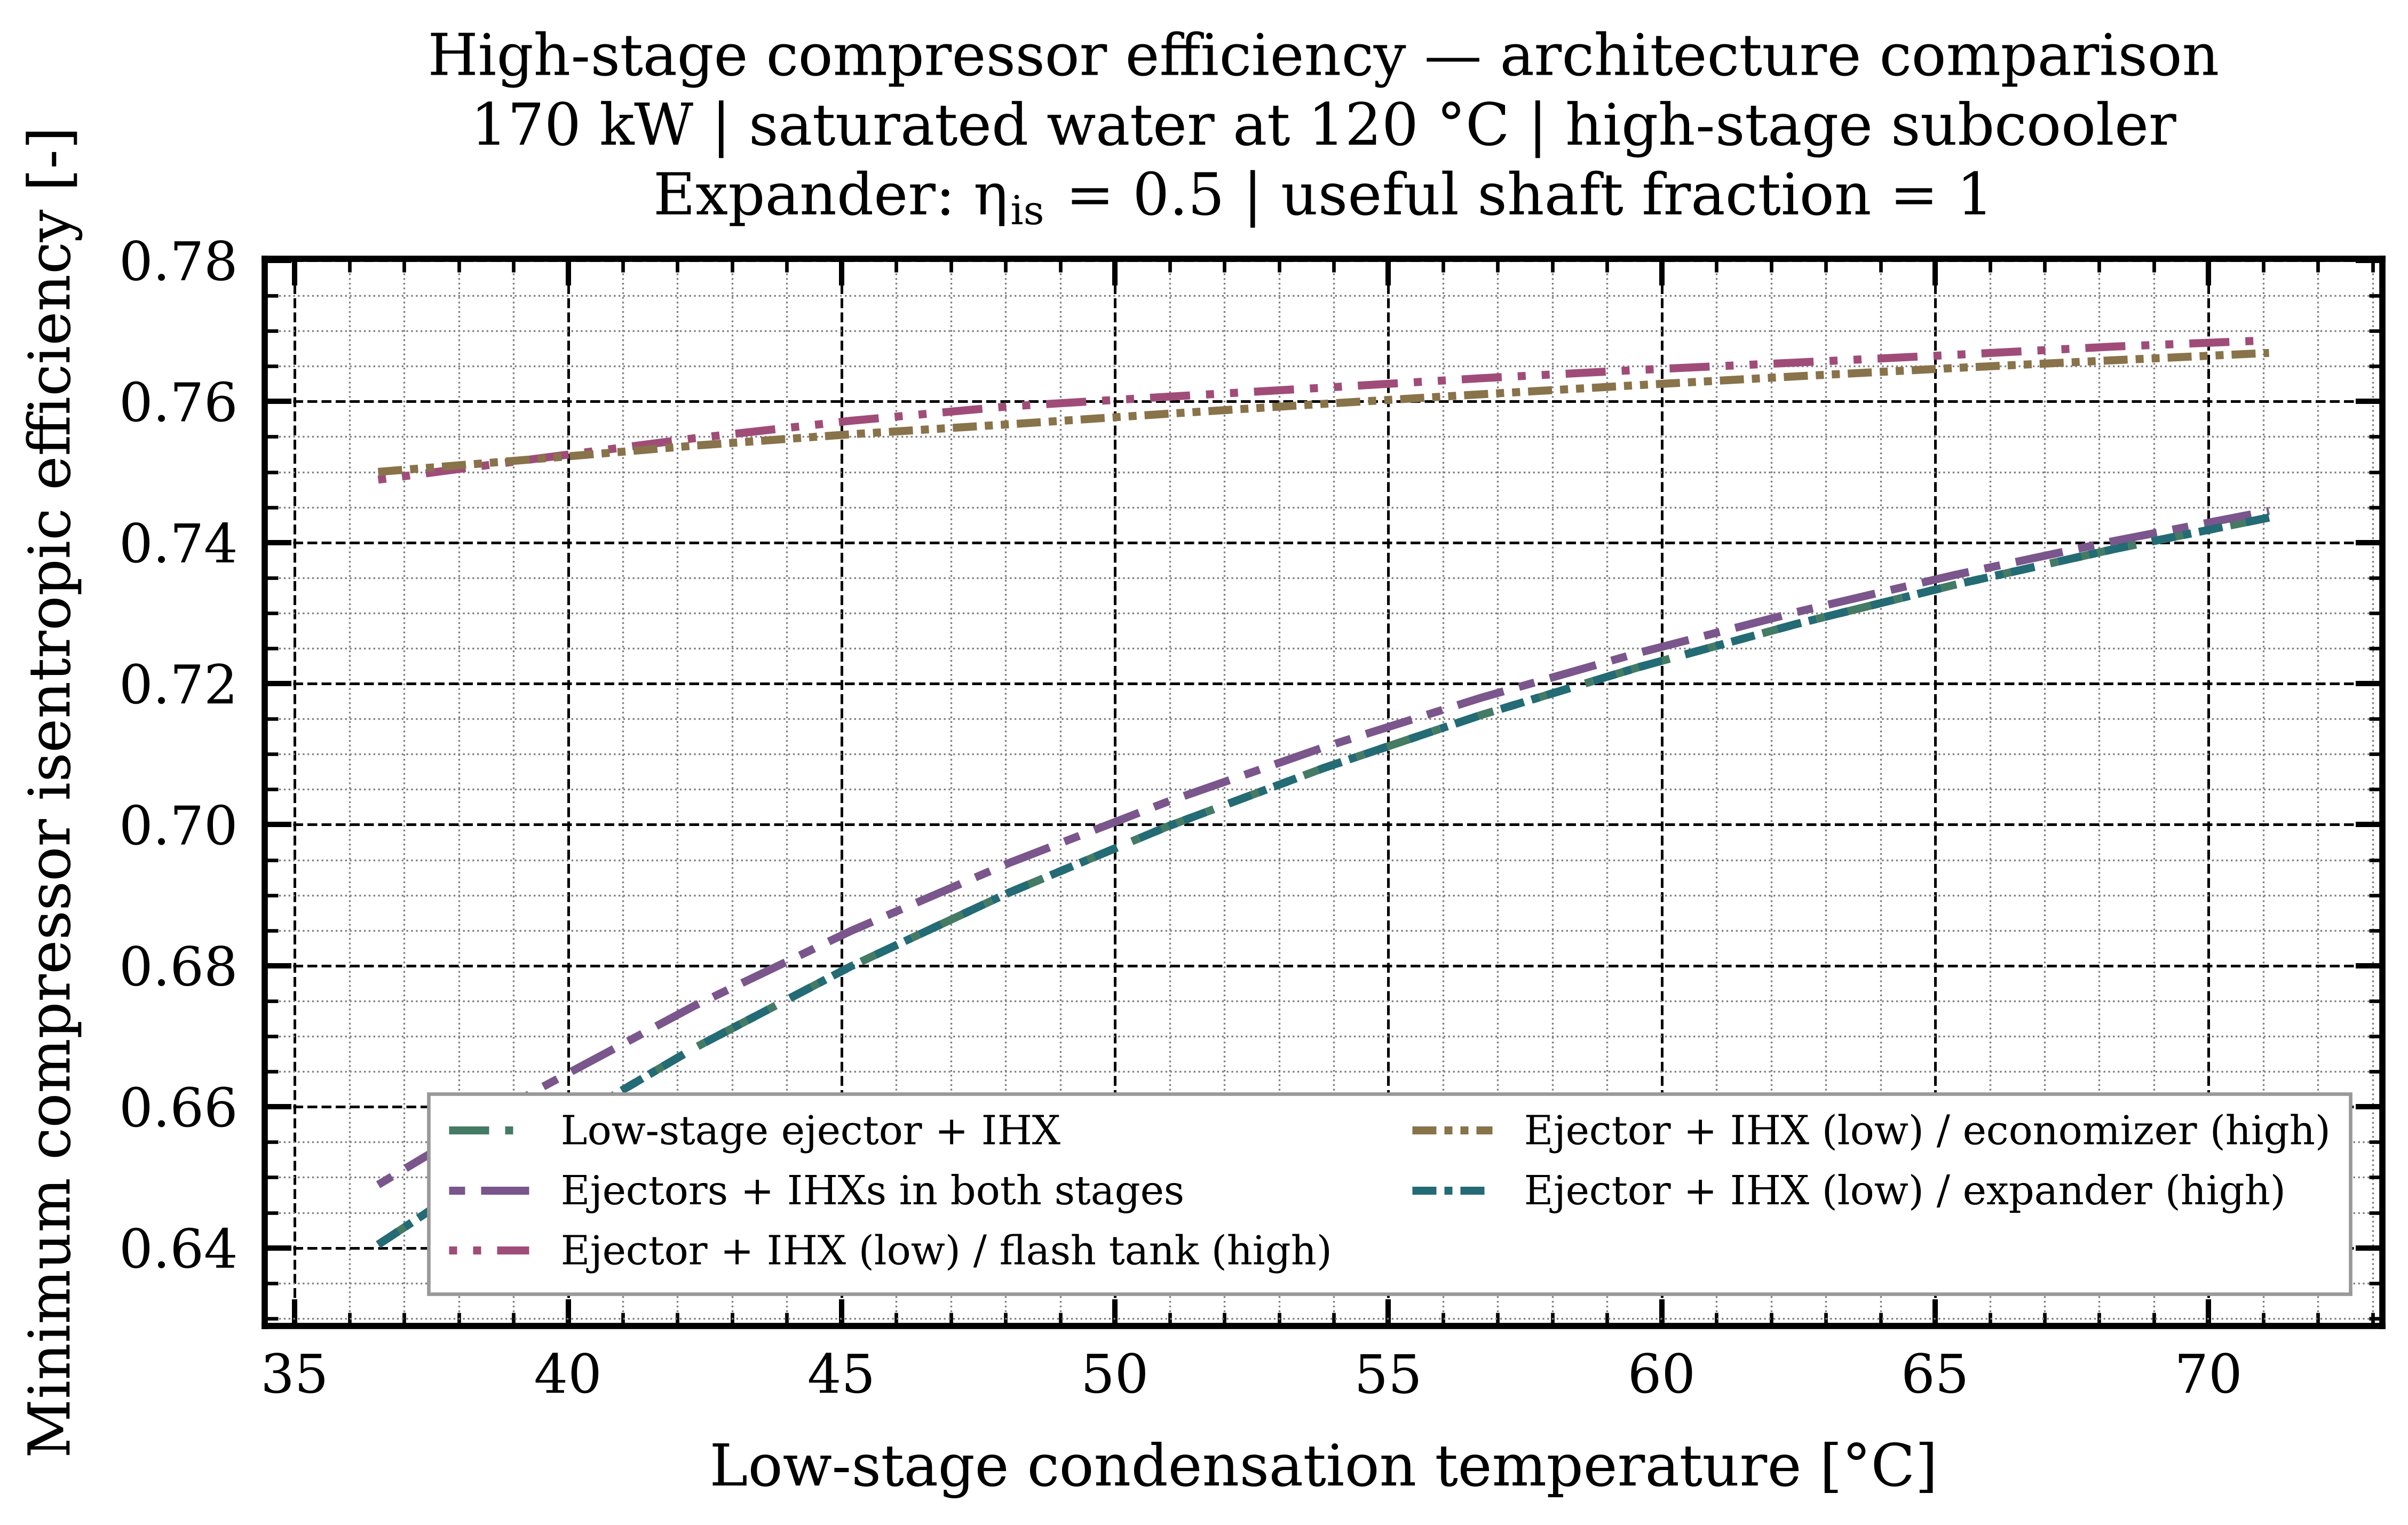 High-stage compressor efficiency — architecture comparison
170 kW | saturated water at 120 °C | high-stage subcooler
Expander: ηis = 0.5 | useful shaft fraction = 1
Minimum compressor isentropic efficiency [-]
0.78
0.76
0.74
0.72
0.70
0.68
0.66
0.64
Low-stage ejector + IHX
Ejectors + IHXs in both stages
Ejector + IHX (low) / flash tank (high)
Ejector + IHX (low) / economizer (high)
Ejector + IHX (low) / expander (high)
35 40 45 50 55 60 65 70
Low-stage condensation temperature [°C]